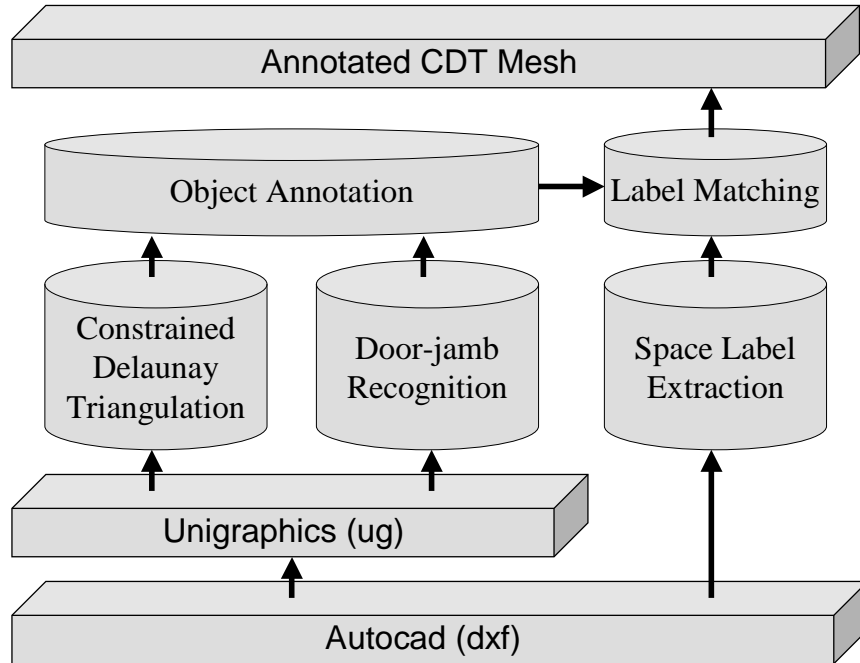 Annotated CDT Mesh
Object Annotation
Label Matching
Constrained
Delaunay
Triangulation
Door-jamb
Recognition
Space Label
Extraction
Unigraphics (ug)
Autocad (dxf)